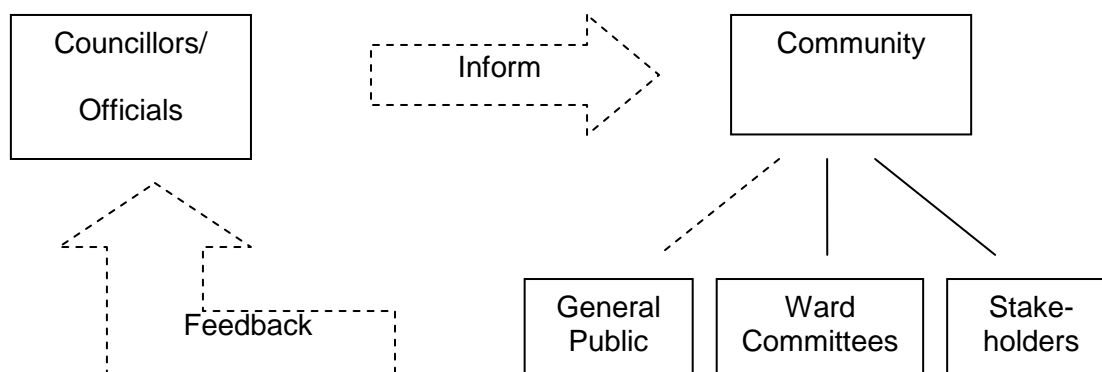 Councillors/
Officials
Inform
Community
Feedback
General
Public
Ward
Committees
Stake-
holders